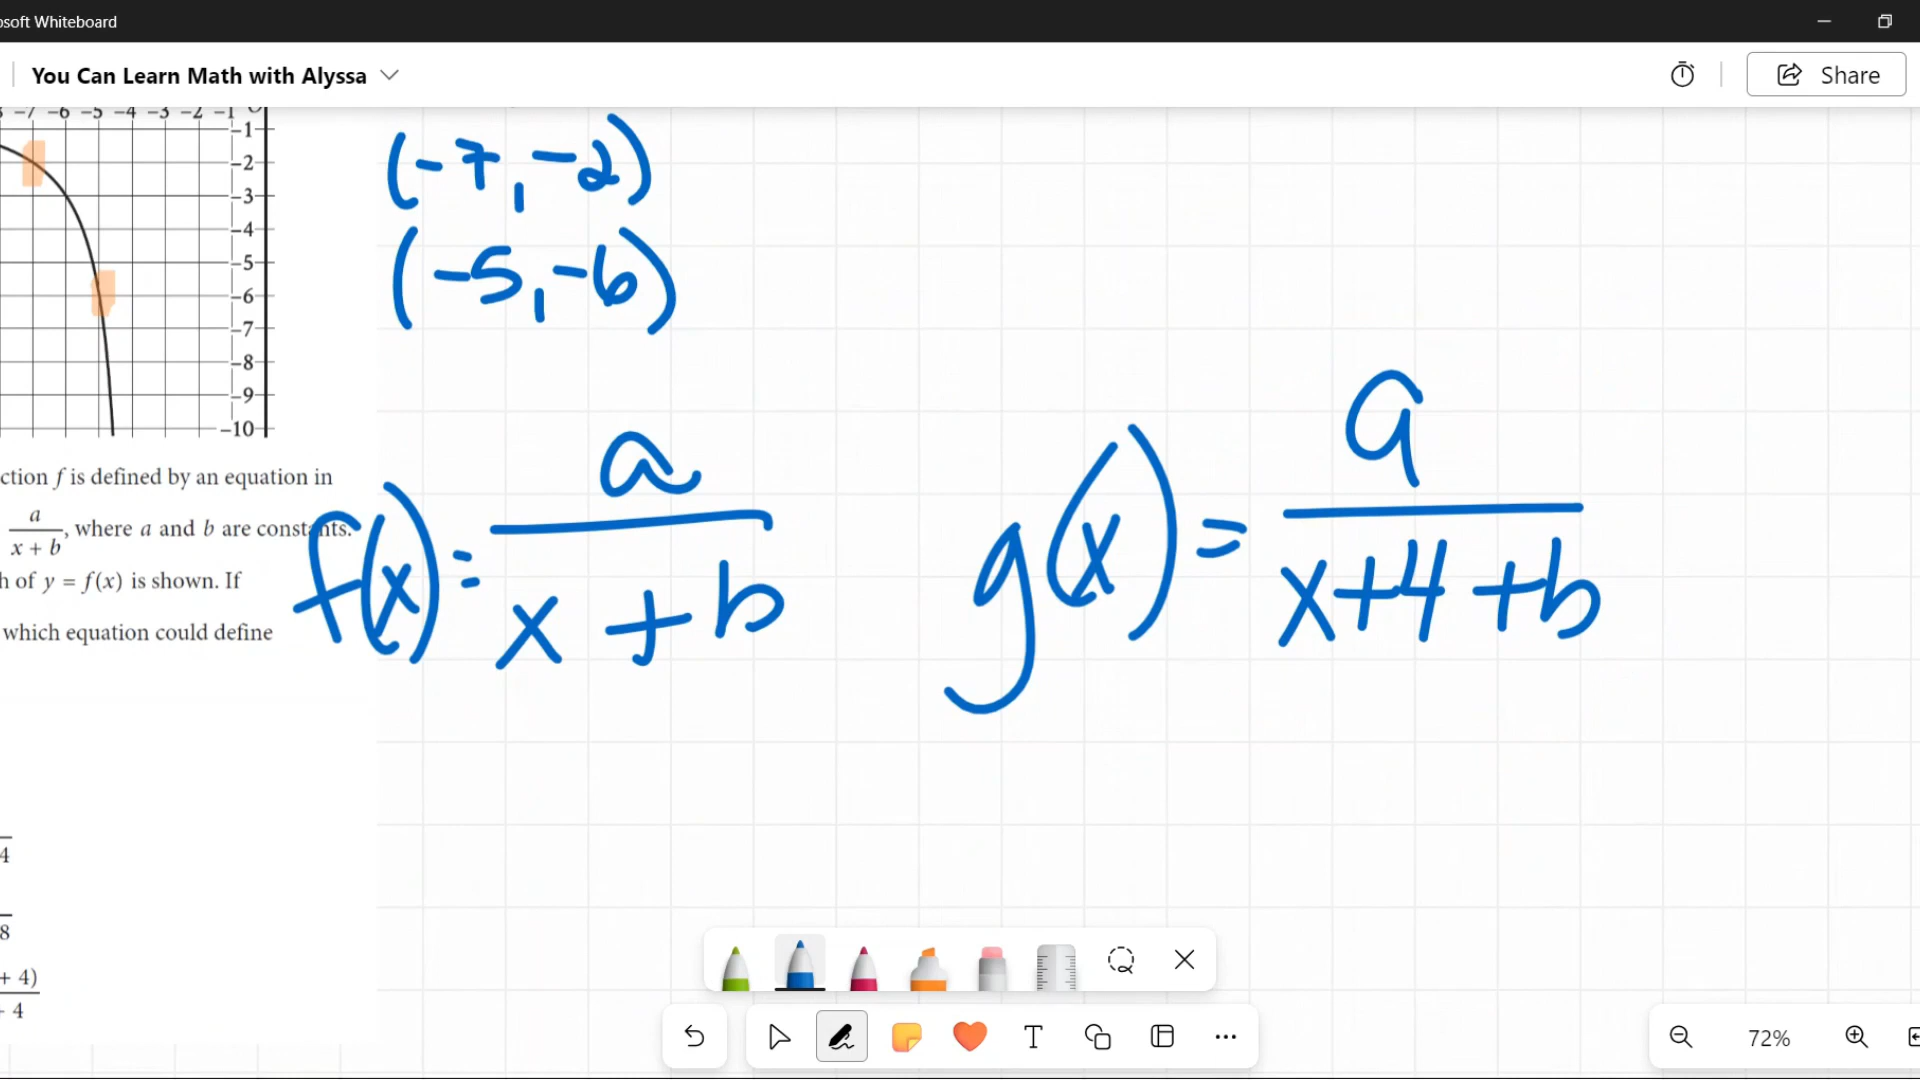 osoft Whiteboard
You Can Learn Math with Alyssa
Share
-7 -6 -5 -4 -3 -2 -1
-1
-2
-3
-4
-5
-6
-7
-8
-9
-10
(-7, -2)
(-5, -6)
ction f is defined by an equation in
a
x + b
, where a and b are constants.
h of y = f(x) is shown. If
which equation could define
f(x) =
a
x + b
g(x) =
a
x+4 +b
4
8
+ 4)
4
T
72%